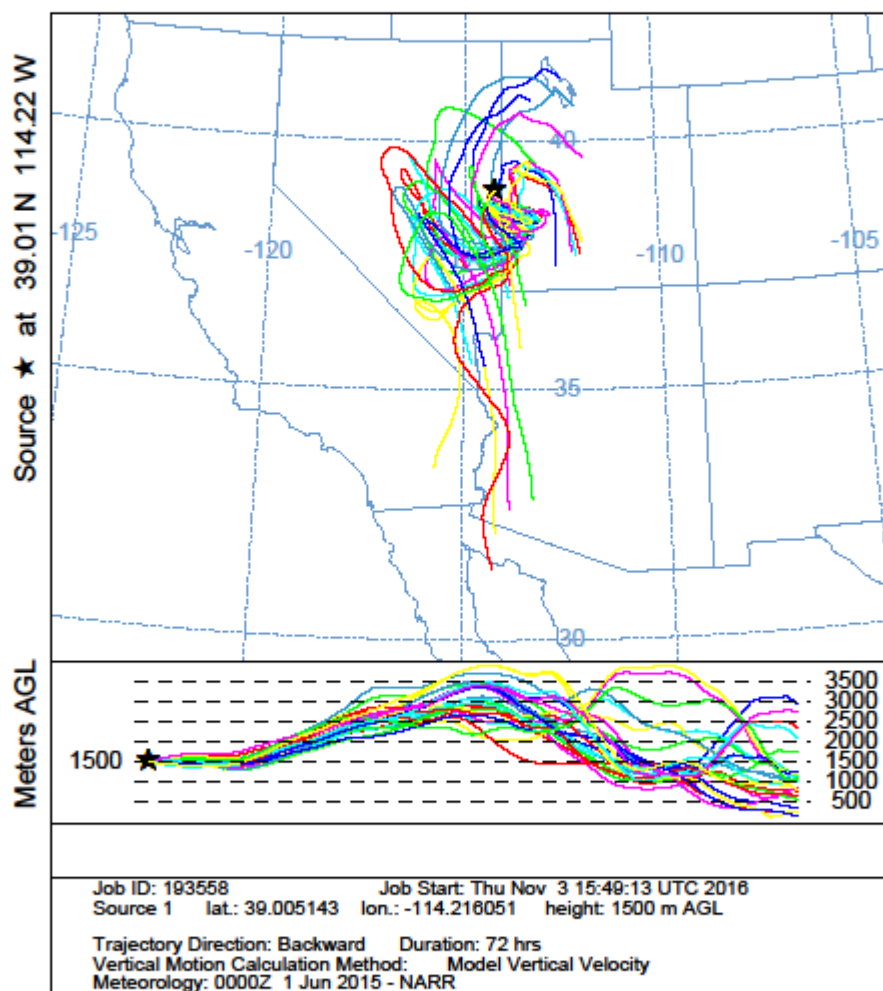 Source ★ at 39.01 N 114.22 W
40
-125
-120
-110
-105
35
30
Meters AGL
3500
3000
2500
2000
1500
1500
1000
500
Job ID: 193558 Job Start: Thu Nov 3 15:49:13 UTC 2016
Source 1 lat.: 39.005143 lon.: -114.216051 height: 1500 m AGL
Trajectory Direction: Backward Duration: 72 hrs
Vertical Motion Calculation Method: Model Vertical Velocity
Meteorology: 0000Z 1 Jun 2015 - NARR